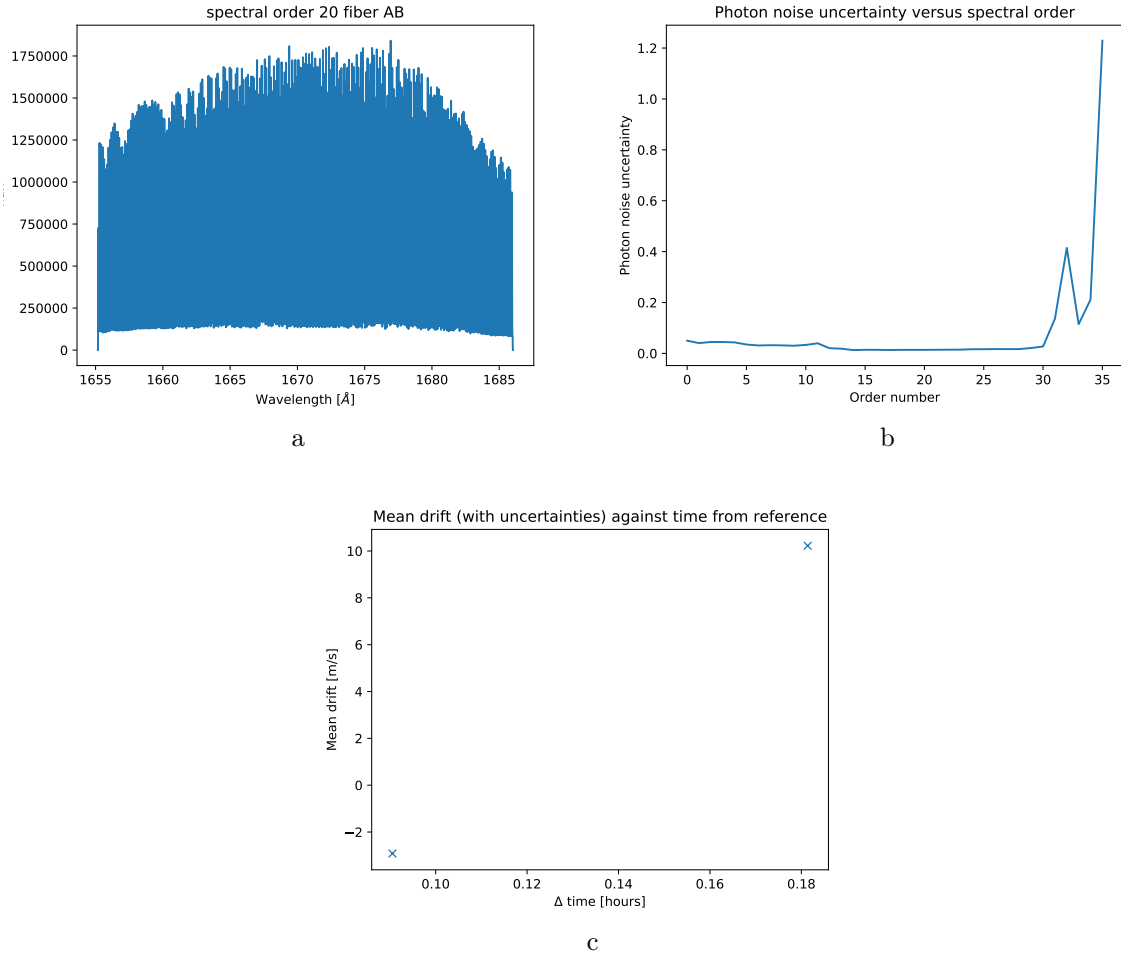 spectral order 20 fiber AB
1750000
1500000
1250000
1000000
750000
500000
250000
0
1655 1660 1665 1670 1675 1680 1685
Wavelength [Å]
a
Photon noise uncertainty versus spectral order
Photon noise uncertainty
1.2
1.0
0.8
0.6
0.4
0.2
0.0
0 5 10 15 20 25 30 35
Order number
b
Mean drift (with uncertainties) against time from reference
Mean drift [m/s]
10
8
6
4
2
0
−2
0.10 0.12 0.14 0.16 0.18
Δ time [hours]
c